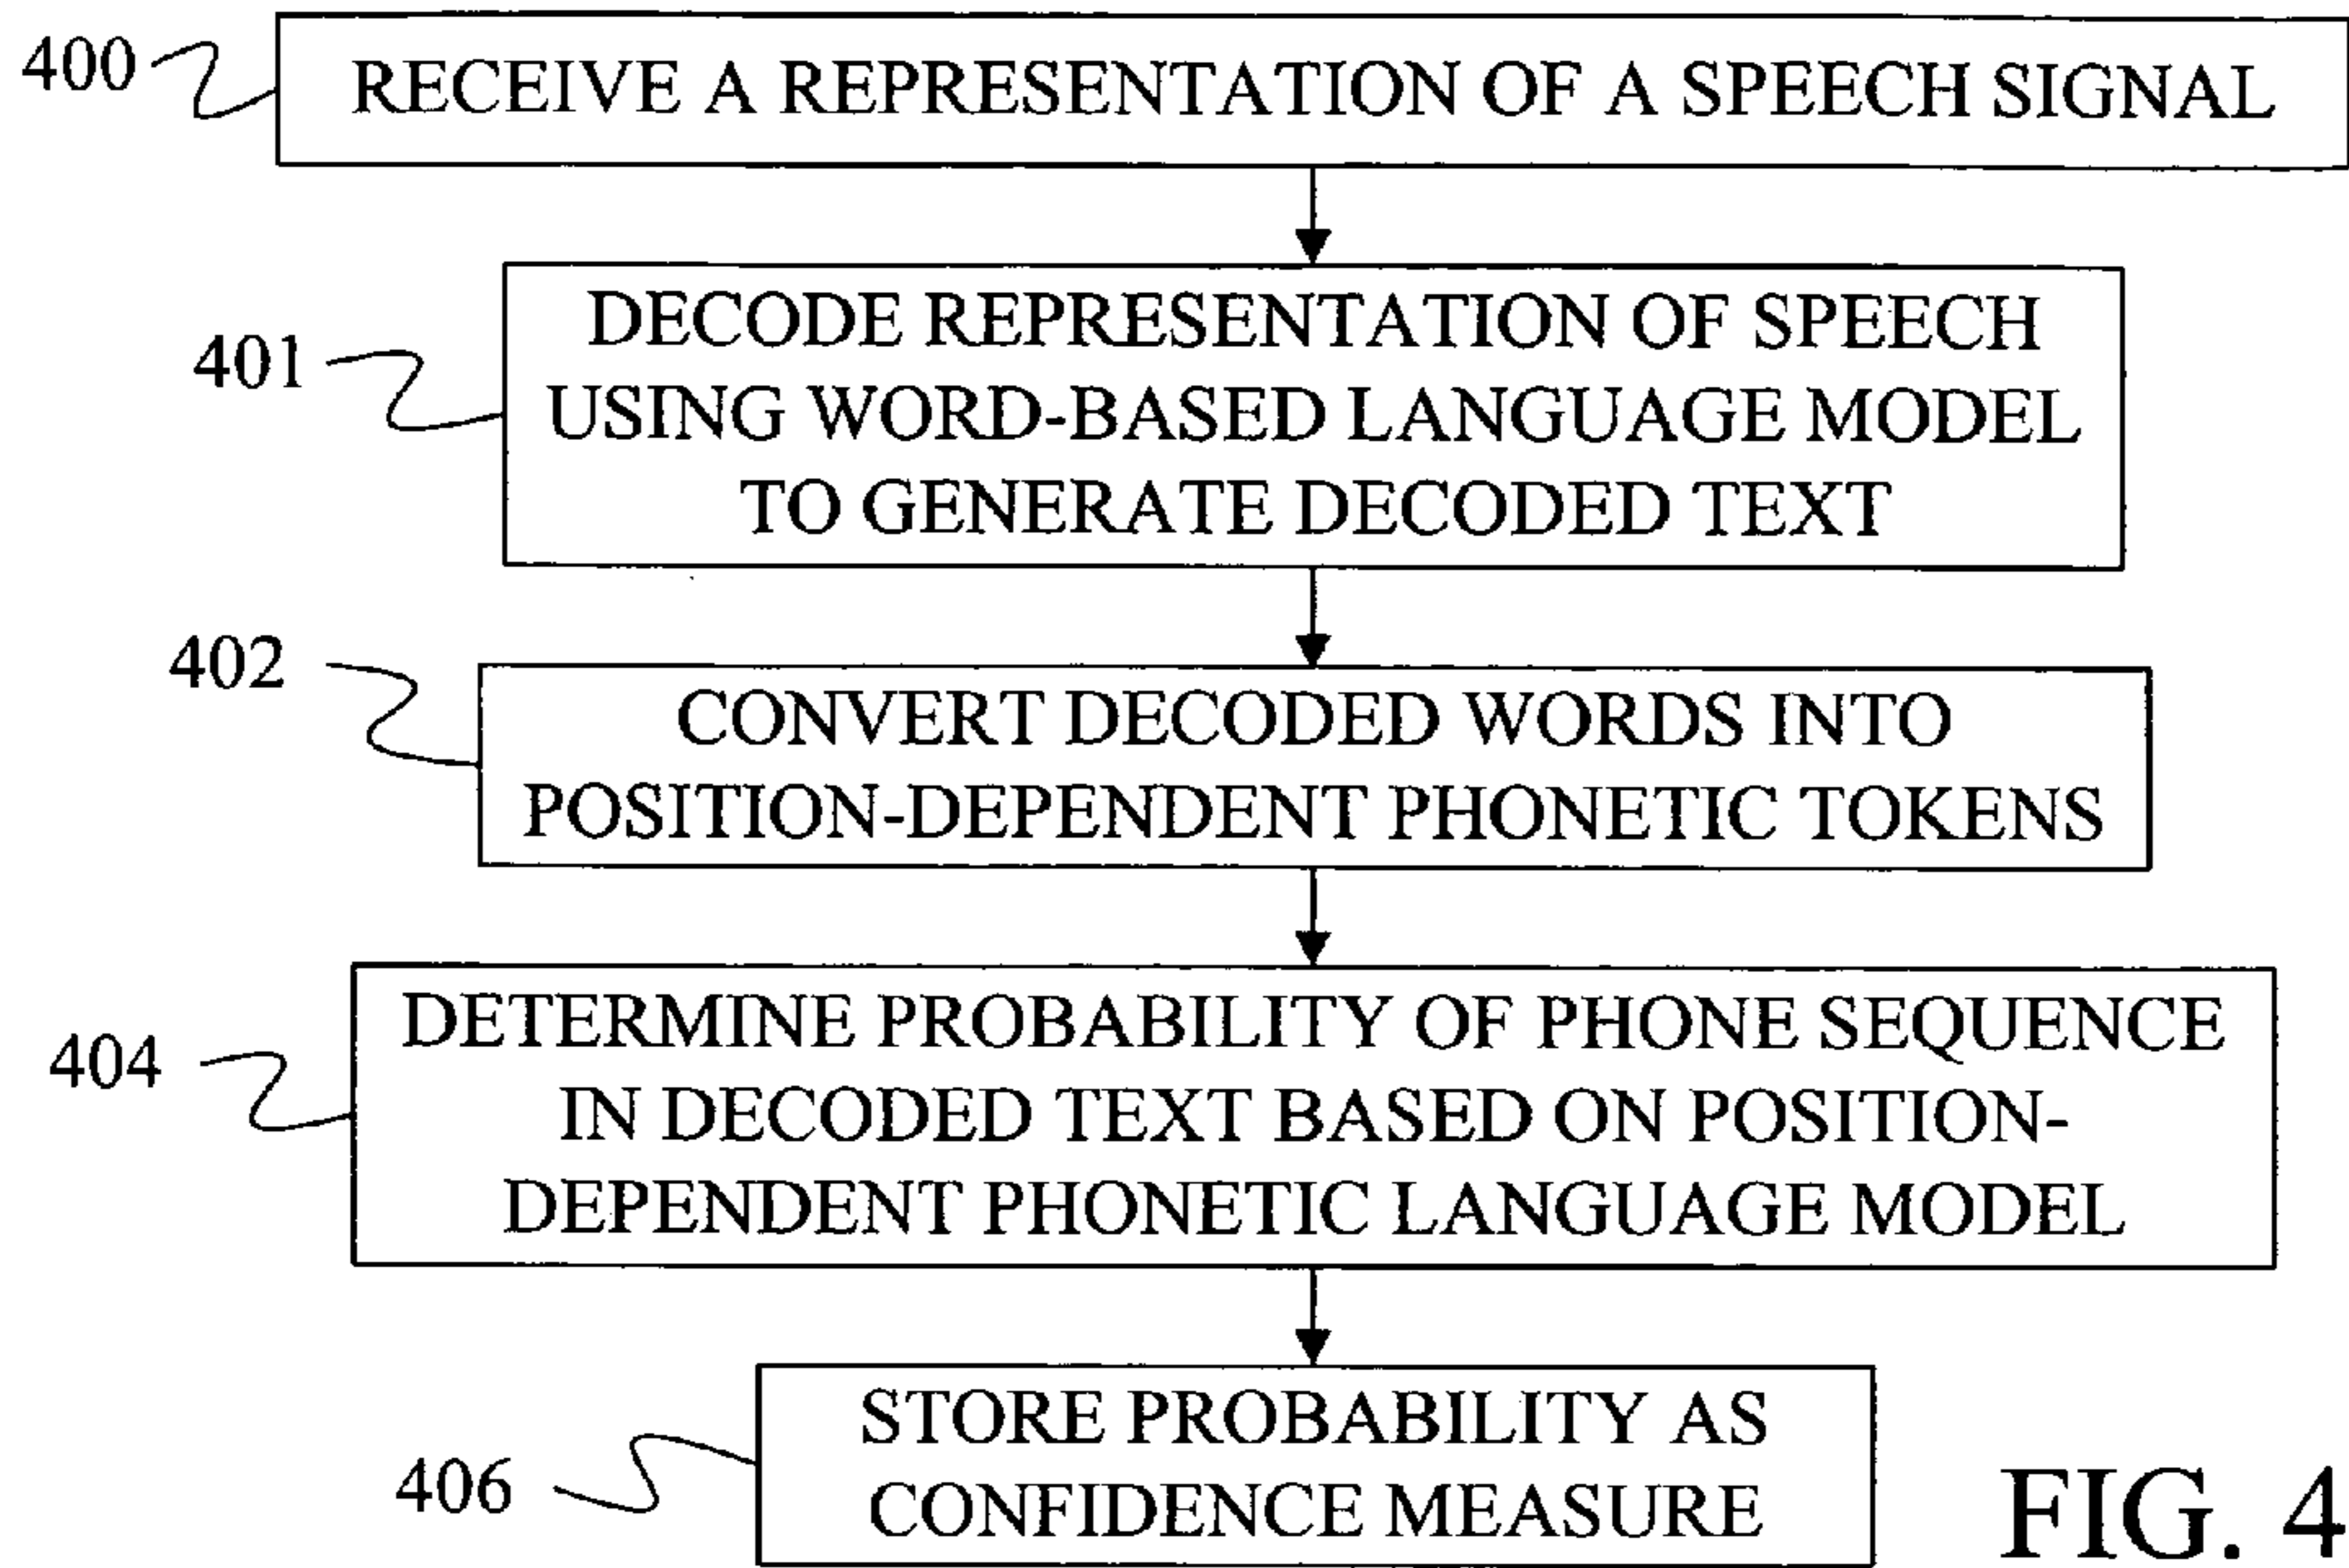 400
RECEIVE A REPRESENTATION OF A SPEECH SIGNAL
401
DECODE REPRESENTATION OF SPEECH
USING WORD-BASED LANGUAGE MODEL
TO GENERATE DECODED TEXT
402
CONVERT DECODED WORDS INTO
POSITION-DEPENDENT PHONETIC TOKENS
404
DETERMINE PROBABILITY OF PHONE SEQUENCE
IN DECODED TEXT BASED ON POSITION-
DEPENDENT PHONETIC LANGUAGE MODEL
406
STORE PROBABILITY AS
CONFIDENCE MEASURE
FIG. 4